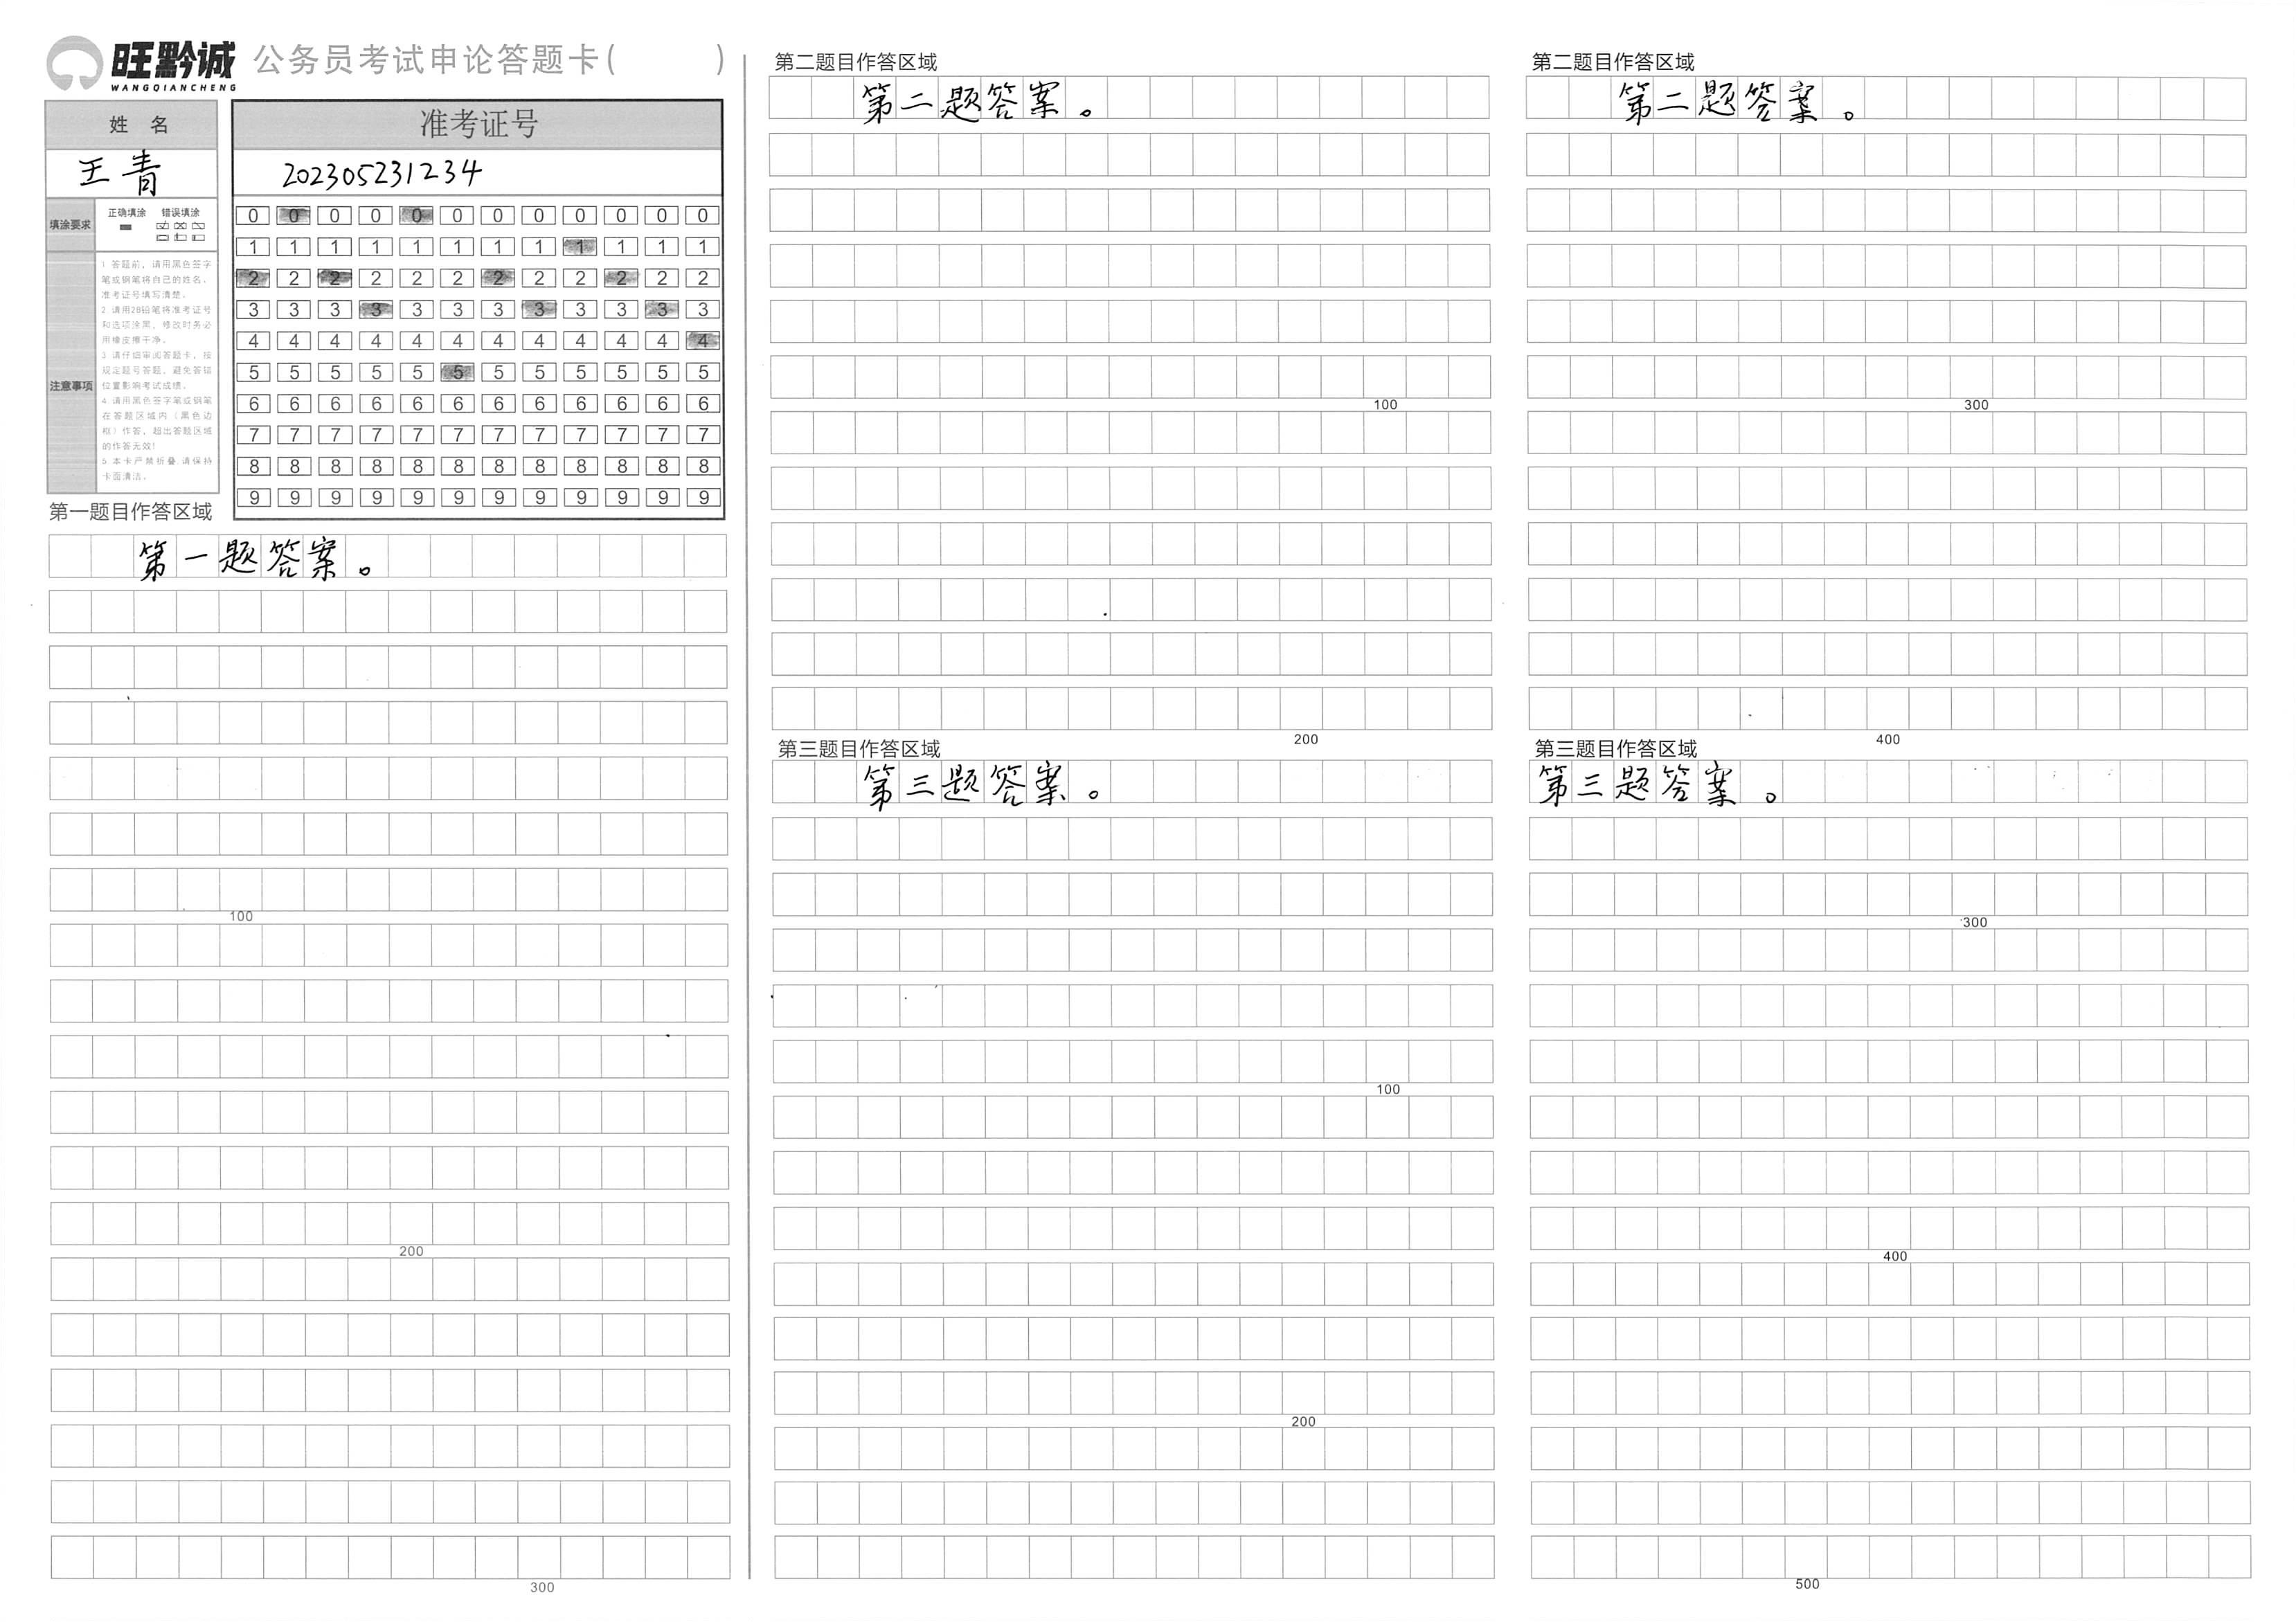 旺黔诚
WANGQIANCHENG
公务员考试申论答题卡( )
姓 名
王青
填涂要求
正确填涂 错误填涂
注意事项
1.答题前，请用黑色签字
笔或钢笔将自己的姓名、
准考证号填写清楚。
2.请用2B铅笔将准考证号
和选项涂黑，修改时务必
用橡皮擦干净。
3.请仔细审阅答题卡，按
规定题号答题，避免答错
位置影响考试成绩。
4.请用黑色签字笔或钢笔
在答题区域内（黑色边
框）作答，超出答题区域
的作答无效!
5.本卡严禁折叠,请保持
卡面清洁。
准考证号
202305231234
0 0 0 0 0 0 0 0 0 0 0 0
1 1 1 1 1 1 1 1 1 1 1 1
2 2 2 2 2 2 2 2 2 2 2 2
3 3 3 3 3 3 3 3 3 3 3 3
4 4 4 4 4 4 4 4 4 4 4 4
5 5 5 5 5 5 5 5 5 5 5 5
6 6 6 6 6 6 6 6 6 6 6 6
7 7 7 7 7 7 7 7 7 7 7 7
8 8 8 8 8 8 8 8 8 8 8 8
9 9 9 9 9 9 9 9 9 9 9 9
第一题目作答区域
第一题答案。
100
200
300
第二题目作答区域
第二题答案。
100
200
第三题目作答区域
第三题答案。
100
200
第二题目作答区域
第二题答案。
300
400
第三题目作答区域
第三题答案。
300
400
500